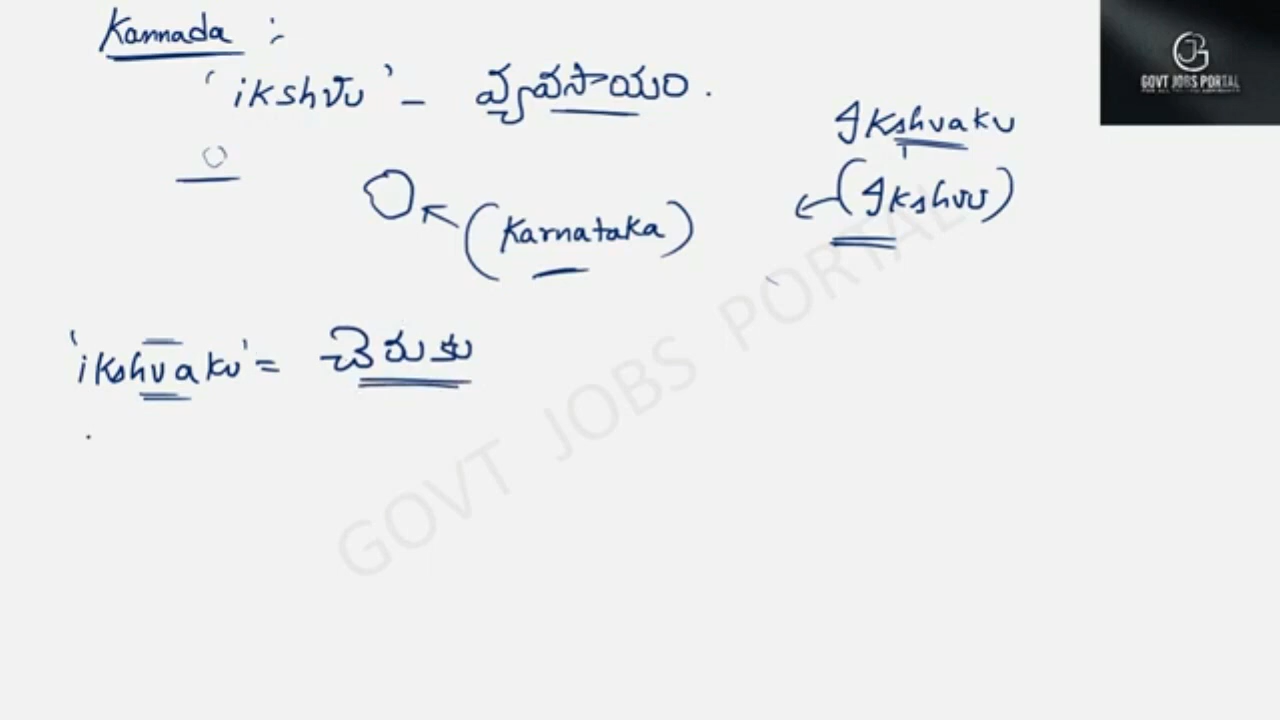 Kannada :-
'ikshvu' - వ్యవసాయం.
Ikshvaku
(Ikshvu)
(Karnataka)
'ikshvaku' = చెరుకు
GOVT JOBS PORTAL
GOVT JOBS PORTAL